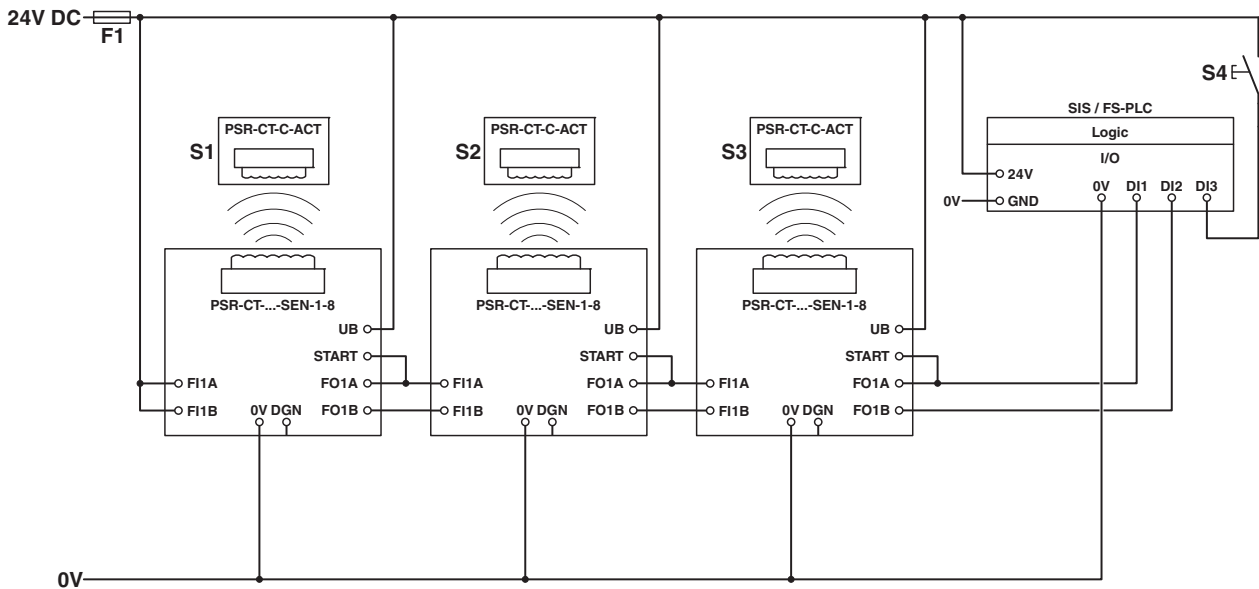 24V DC
F1
S4
SIS / FS-PLC
Logic
I/O
24V
0V
GND
0V DI1 DI2 DI3
S1
PSR-CT-C-ACT
S2
PSR-CT-C-ACT
S3
PSR-CT-C-ACT
PSR-CT-...-SEN-1-8
UB
START
FI1A
FO1A
FI1B
0V DGN
FO1B
PSR-CT-...-SEN-1-8
UB
START
FI1A
FO1A
FI1B
0V DGN
FO1B
PSR-CT-...-SEN-1-8
UB
START
FI1A
FO1A
FI1B
0V DGN
FO1B
0V